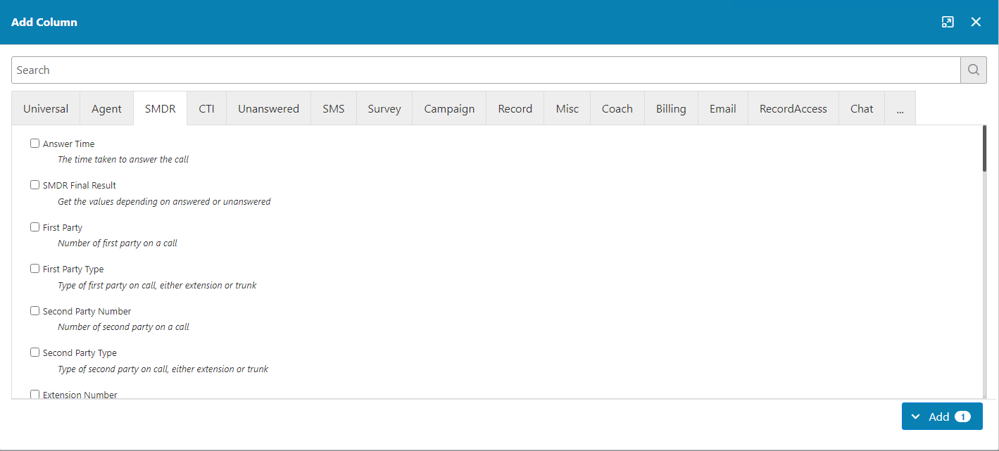 Add Column
Search
Universal Agent SMDR CTI Unanswered SMS Survey Campaign Record Misc Coach Billing Email RecordAccess Chat ...
Answer Time
The time taken to answer the call
SMDR Final Result
Get the values depending on answered or unanswered
First Party
Number of first party on a call
First Party Type
Type of first party on call, either extension or trunk
Second Party Number
Number of second party on a call
Second Party Type
Type of second party on call, either extension or trunk
Extension Number
Add 1